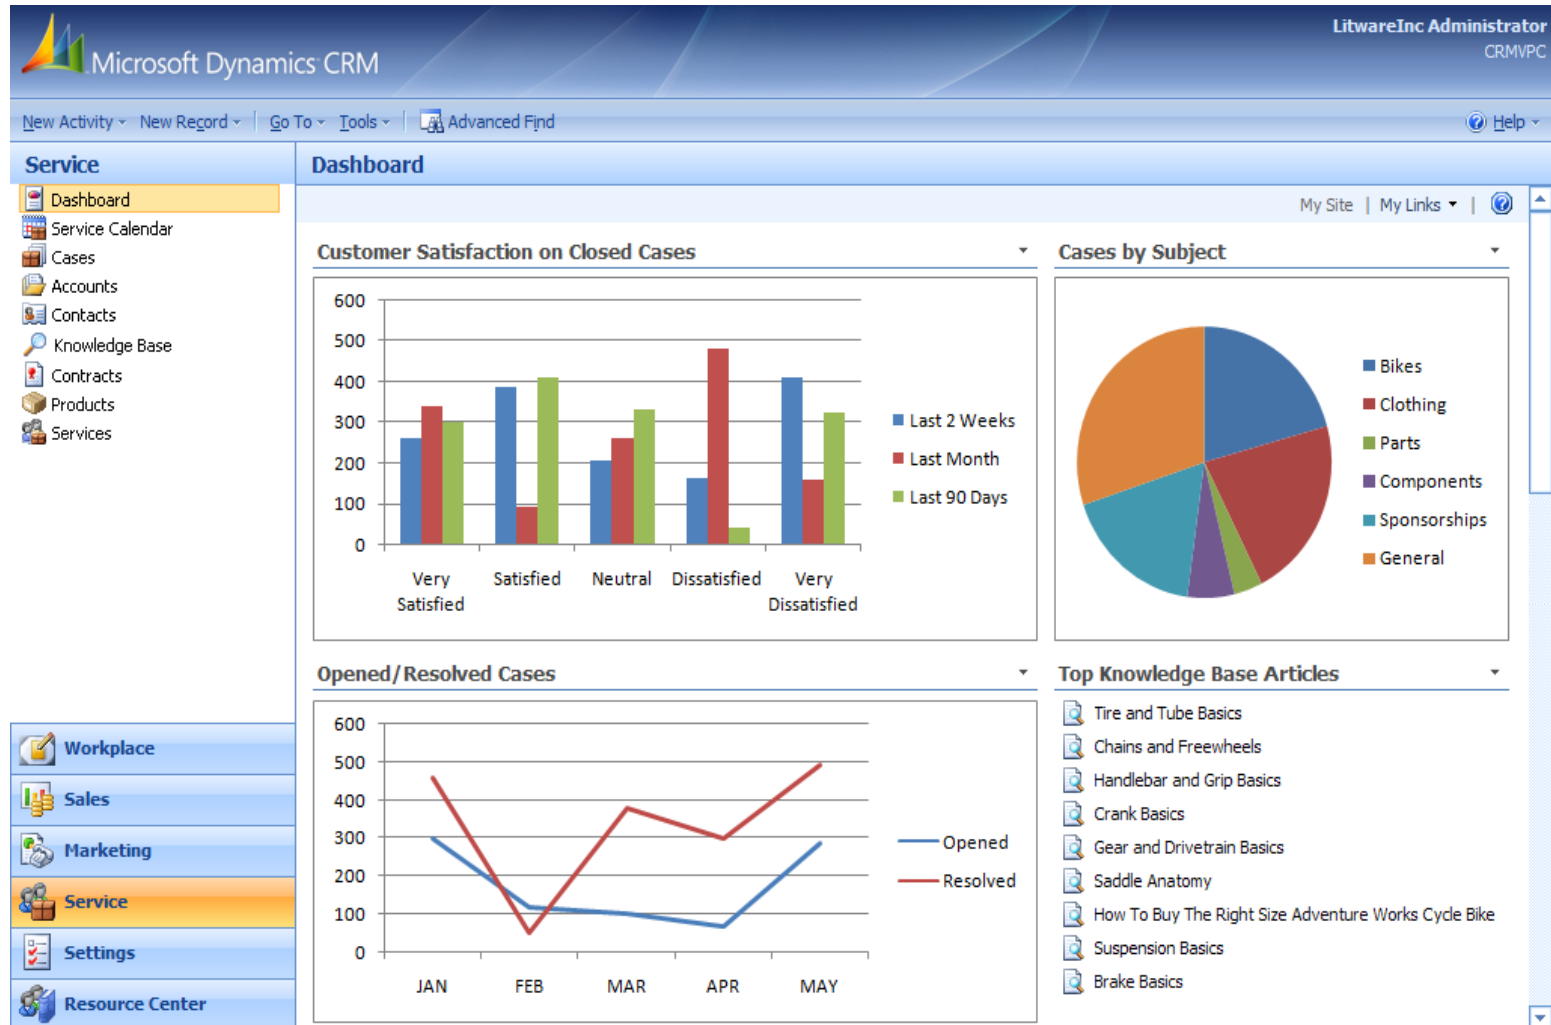 LitwareInc Administrator
CRMVPC
Microsoft Dynamics CRM
New Activity New Record Go To Tools Advanced Find Help
Service
Dashboard
Service Calendar
Cases
Accounts
Contacts
Knowledge Base
Contracts
Products
Services
Workplace
Sales
Marketing
Service
Settings
Resource Center
Dashboard
My Site | My Links |
Customer Satisfaction on Closed Cases
600
500
400
300
200
100
0
Very Satisfied
Satisfied
Neutral
Dissatisfied
Very Dissatisfied
Last 2 Weeks
Last Month
Last 90 Days
Cases by Subject
Bikes
Clothing
Parts
Components
Sponsorships
General
Opened/Resolved Cases
600
500
400
300
200
100
0
JAN FEB MAR APR MAY
Opened
Resolved
Top Knowledge Base Articles
Tire and Tube Basics
Chains and Freewheels
Handlebar and Grip Basics
Crank Basics
Gear and Drivetrain Basics
Saddle Anatomy
How To Buy The Right Size Adventure Works Cycle Bike
Suspension Basics
Brake Basics